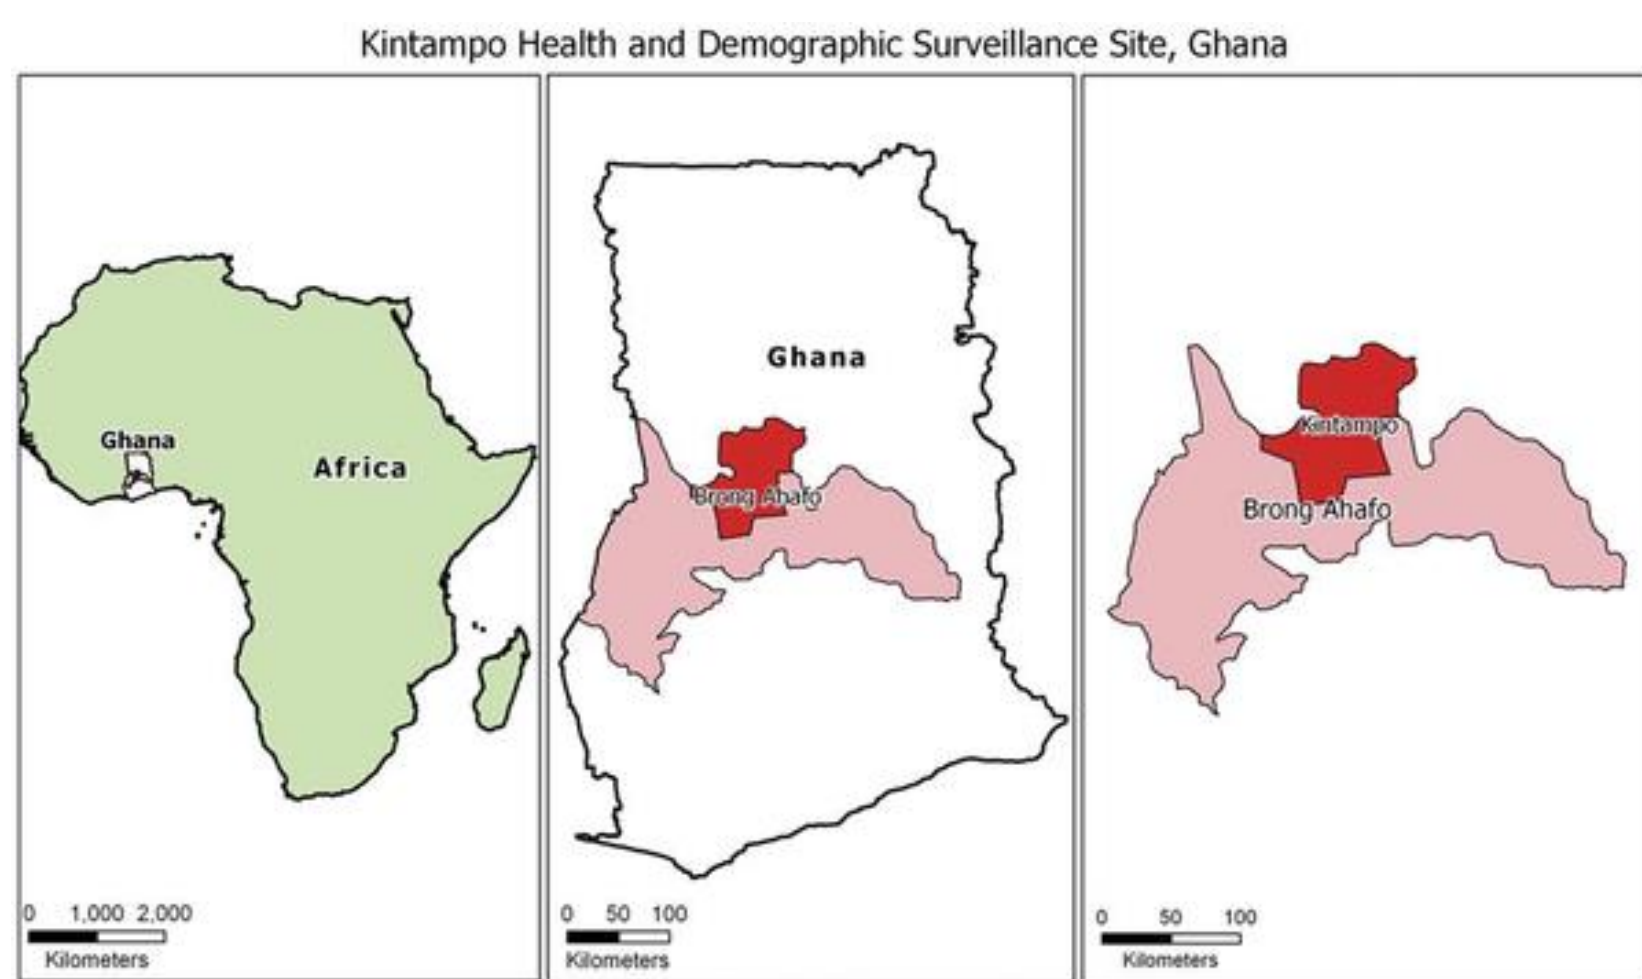 Kintampo Health and Demographic Surveillance Site, Ghana
Ghana
Africa
0 1,000 2,000
Kilometers
Ghana
Brong Ahafo
0 50 100
Kilometers
Kintampo
Brong Ahafo
0 50 100
Kilometers